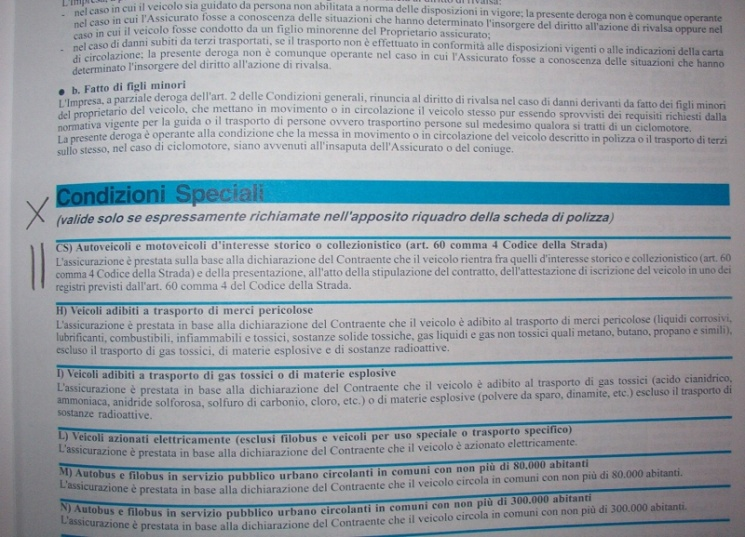 - nel caso in cui il veicolo sia guidato da persona non abilitata a norma delle disposizioni in vigore; la presente deroga non è comunque operante
nel caso in cui l'Assicurato fosse a conoscenza delle situazioni che hanno determinato l'insorgere del diritto all'azione di rivalsa oppure nel
caso in cui il veicolo fosse condotto da un figlio minorenne del Proprietario assicurato;
- nel caso di danni subiti da terzi trasportati, se il trasporto non è effettuato in conformità alle disposizioni vigenti o alle indicazioni della carta
di circolazione; la presente deroga non è comunque operante nel caso in cui l'Assicurato fosse a conoscenza delle situazioni che hanno
determinato l'insorgere del diritto all'azione di rivalsa.
● b. Fatto di figli minori
L'Impresa, a parziale deroga dell'art. 2 delle Condizioni generali, rinuncia al diritto di rivalsa nel caso di danni derivanti da fatto dei figli minori
del proprietario del veicolo, che mettano in movimento o in circolazione il veicolo stesso pur essendo sprovvisti dei requisiti richiesti dalla
normativa vigente per la guida o il trasporto di persone ovvero trasportino persone sul medesimo qualora si tratti di un ciclomotore.
La presente deroga è operante alla condizione che la messa in movimento o in circolazione del veicolo descritto in polizza o il trasporto di terzi
sullo stesso, nel caso di ciclomotore, siano avvenuti all'insaputa dell'Assicurato o del coniuge.
Condizioni Speciali
(valide solo se espressamente richiamate nell'apposito riquadro della scheda di polizza)
CS) Autoveicoli e motoveicoli d'interesse storico o collezionistico (art. 60 comma 4 Codice della Strada)
L'assicurazione è prestata sulla base alla dichiarazione del Contraente che il veicolo rientra fra quelli d'interesse storico e collezionistico (art. 60
comma 4 Codice della Strada) e della presentazione, all'atto della stipulazione del contratto, dell'attestazione di iscrizione del veicolo in uno dei
registri previsti dall'art. 60 comma 4 del Codice della Strada.
H) Veicoli adibiti a trasporto di merci pericolose
L'assicurazione è prestata in base alla dichiarazione del Contraente che il veicolo è adibito al trasporto di merci pericolose (liquidi corrosivi,
lubrificanti, combustibili, infiammabili e tossici, sostanze solide tossiche, gas liquidi e gas non tossici quali metano, butano, propano e simili),
escluso il trasporto di gas tossici, di materie esplosive e di sostanze radioattive.
I) Veicoli adibiti a trasporto di gas tossici o di materie esplosive
L'assicurazione è prestata in base alla dichiarazione del Contraente che il veicolo è adibito al trasporto di gas tossici (acido cianidrico,
ammoniaca, anidride solforosa, solfuro di carbonio, cloro, etc.) o di materie esplosive (polvere da sparo, dinamite, etc.) escluso il trasporto di
sostanze radioattive.
L) Veicoli azionati elettricamente (esclusi filobus e veicoli per uso speciale o trasporto specifico)
L'assicurazione è prestata in base alla dichiarazione del Contraente che il veicolo è azionato elettricamente.
M) Autobus e filobus in servizio pubblico urbano circolanti in comuni con non più di 80.000 abitanti
L'assicurazione è prestata in base alla dichiarazione del Contraente che il veicolo circola in comuni con non più di 80.000 abitanti.
N) Autobus e filobus in servizio pubblico urbano circolanti in comuni con non più di 300.000 abitanti
L'assicurazione è prestata in base alla dichiarazione del Contraente che il veicolo circola in comuni con non più di 300.000 abitanti.